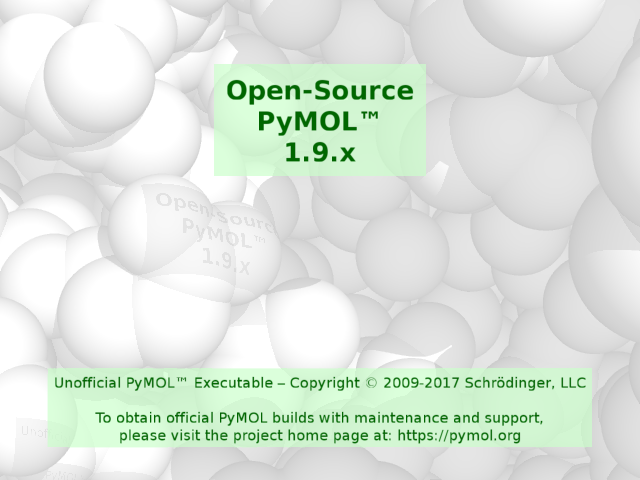 Open-Source
PyMOL™
1.9.x
Open-Source
PyMOL™
1.9.x
Unofficial PyMOL™ Executable – Copyright © 2009-2017 Schrödinger, LLC
To obtain official PyMOL builds with maintenance and support,
please visit the project home page at: https://pymol.org